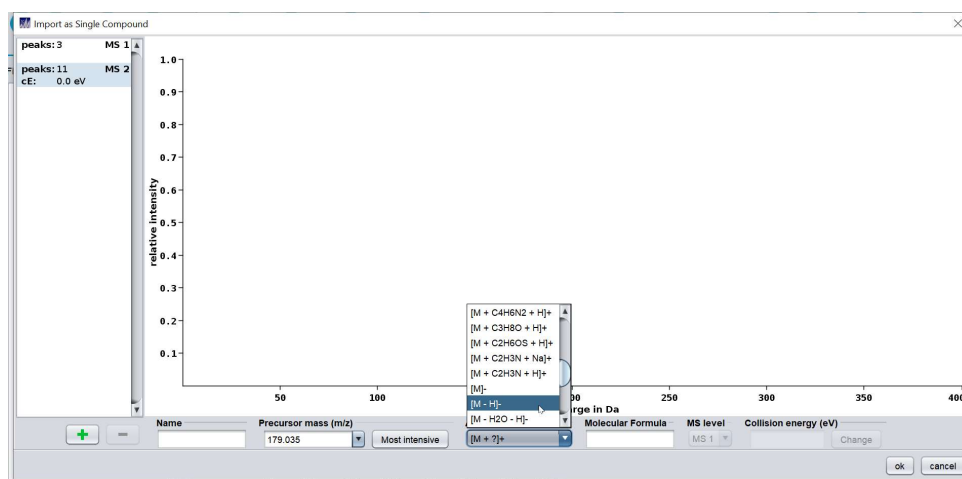 Import as Single Compound
peaks: 3 MS 1
peaks: 11 MS 2
cE: 0.0 eV
1.0
0.9
0.8
0.7
0.6
0.5
0.4
0.3
0.2
0.1
relative intensity
50 100 250 300 350 400
[M + C4H6N2 + H]+
[M + C3H8O + H]+
[M + C2H6OS + H]+
[M + C2H3N + Na]+
[M + C2H3N + H]+
[M]-
[M - H]-
[M - H2O - H]-
in Da
Name Precursor mass (m/z) Molecular Formula MS level Collision energy (eV)
179.035 Most intensive [M + ?]+ MS 1 Change
ok cancel